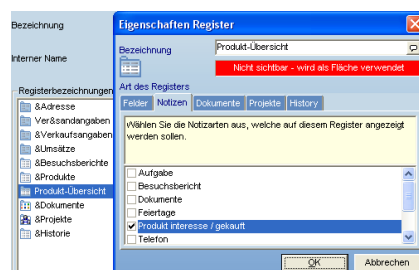 Bezeichnung
Interner Name
Registerbezeichnungen
&Adresse
Ver&sandangaben
&Verkaufsangaben
&Umsätze
&Besuchsberichte
&Produkte
Produkt-Übersicht
&Dokumente
&Projekte
&Historie
Eigenschaften Register
Bezeichnung
Produkt-Übersicht
Nicht sichtbar - wird als Fläche verwendet
Art des Registers
Felder Notizen Dokumente Projekte History
Wählen Sie die Notizarten aus, welche auf diesem Register angezeigt
werden sollen.
Aufgabe
Besuchsbericht
Dokumente
Feiertage
Produkt interesse / gekauft
Telefon
OK Abbrechen